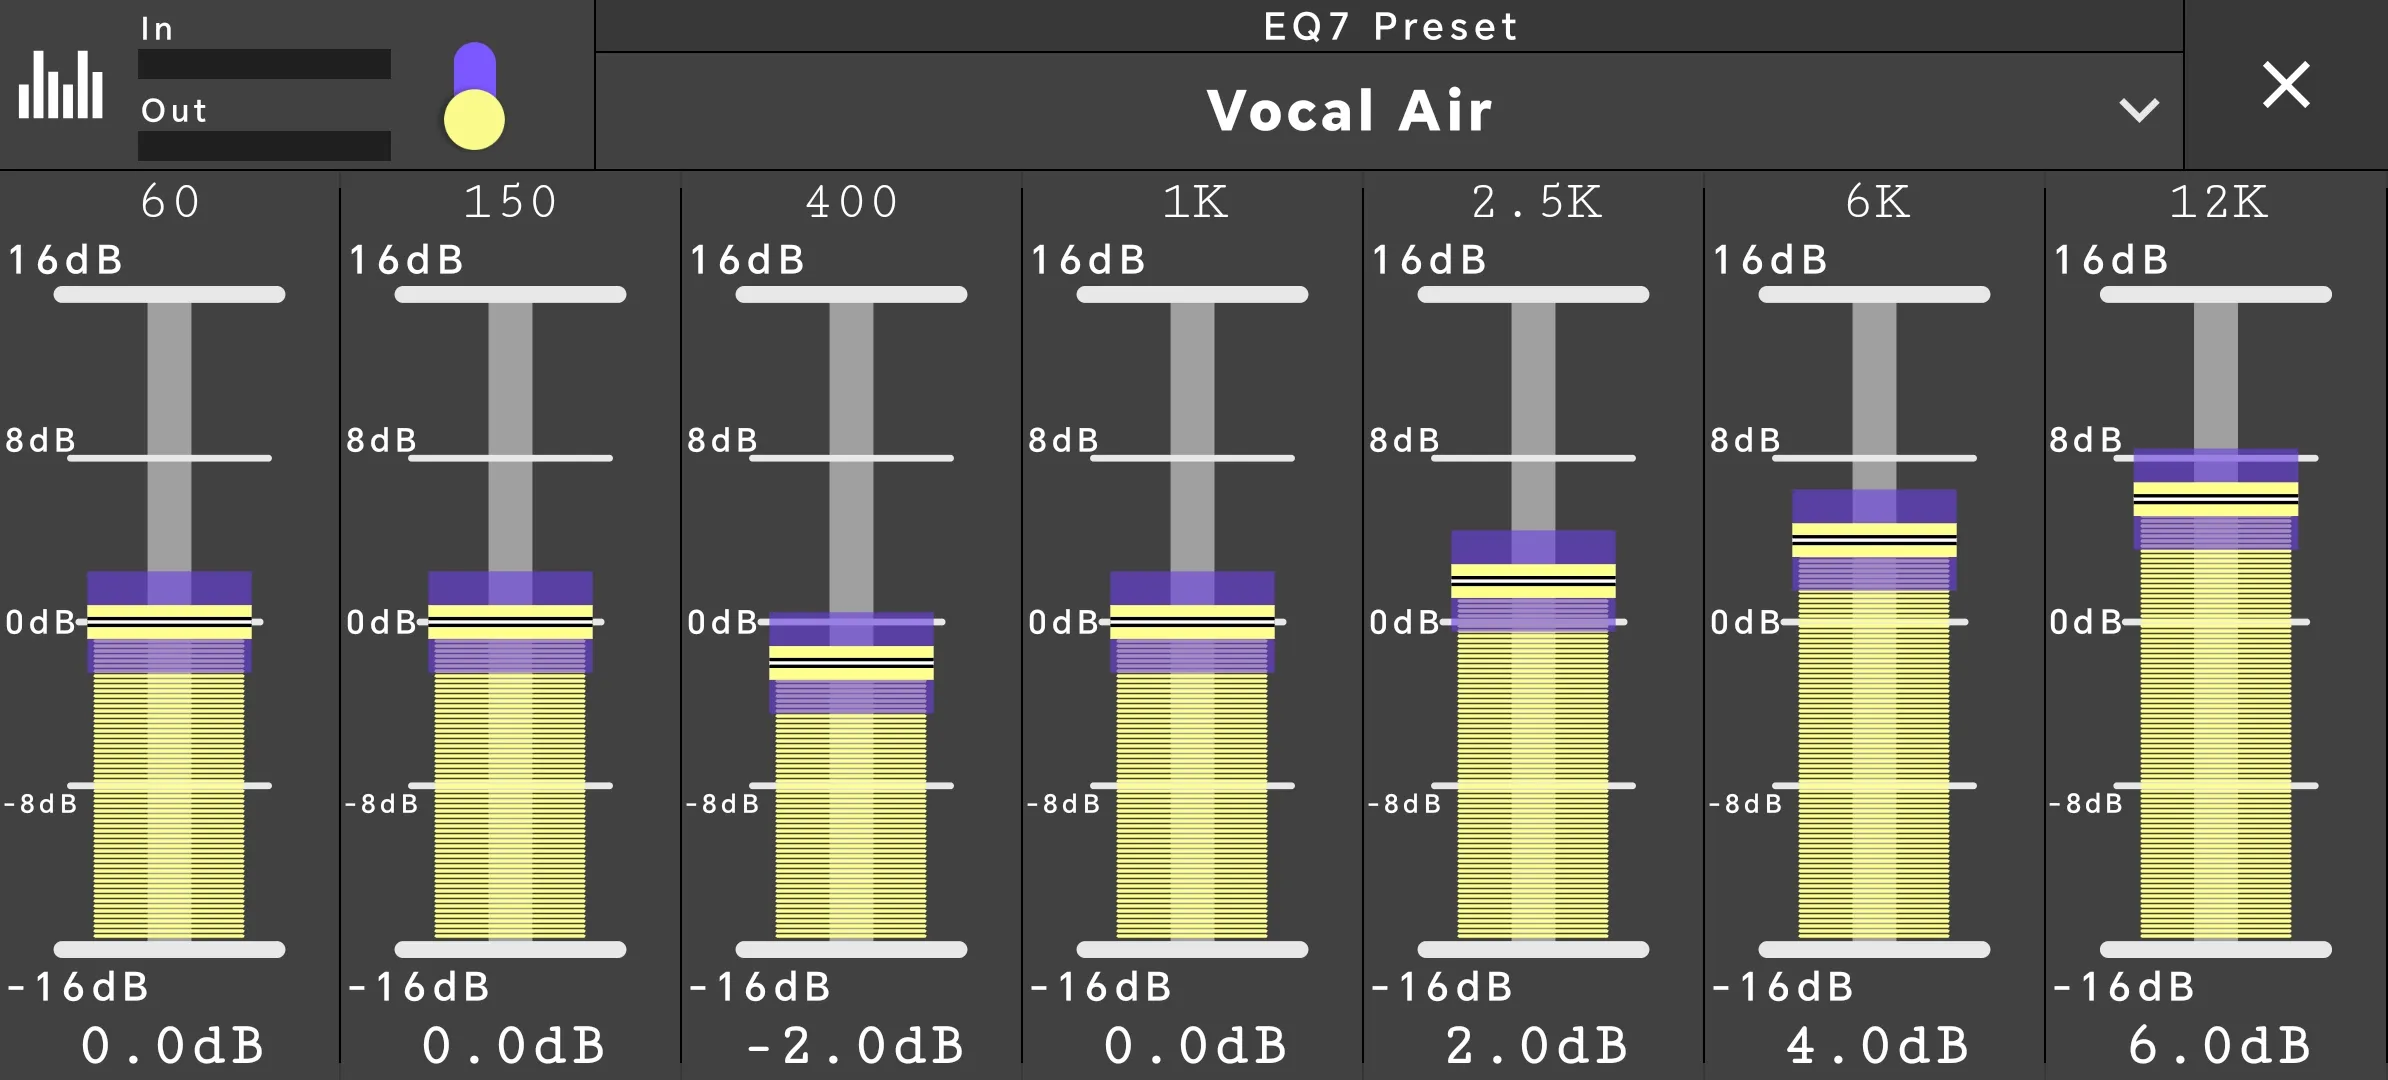 In
Out
EQ7 Preset
Vocal Air
60 150 400 1K 2.5K 6K 12K
16dB 16dB 16dB 16dB 16dB 16dB 16dB
8dB 8dB 8dB 8dB 8dB 8dB 8dB
0dB 0dB 0dB 0dB 0dB 0dB 0dB
-8dB -8dB -8dB -8dB -8dB -8dB -8dB
-16dB -16dB -16dB -16dB -16dB -16dB -16dB
0.0dB 0.0dB -2.0dB 0.0dB 2.0dB 4.0dB 6.0dB